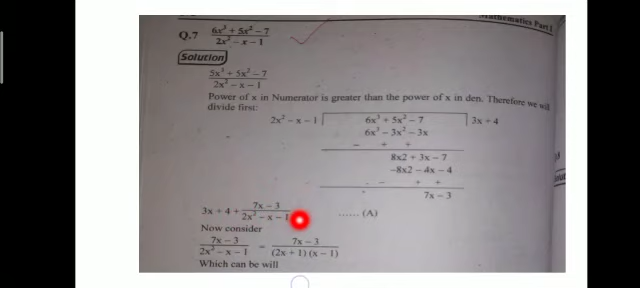 Mathematics Part I
Q.7 6x³ + 5x² – 7 / 2x² – x – 1
Solution
5x³ + 5x² – 7 / 2x² – x – 1
Power of x in Numerator is greater than the power of x in den. Therefore we will
divide first:
2x² – x – 1 6x³ + 5x² – 7 3x + 4
6x³ – 3x² – 3x
– + +
8x2 + 3x – 7
–8x2 – 4x – 4
– + +
7x – 3
3x + 4 + 7x – 3 / 2x² – x – 1 ...... (A)
Now consider
7x – 3 / 2x² – x – 1 = 7x – 3 / (2x + 1) (x – 1)
Which can be will